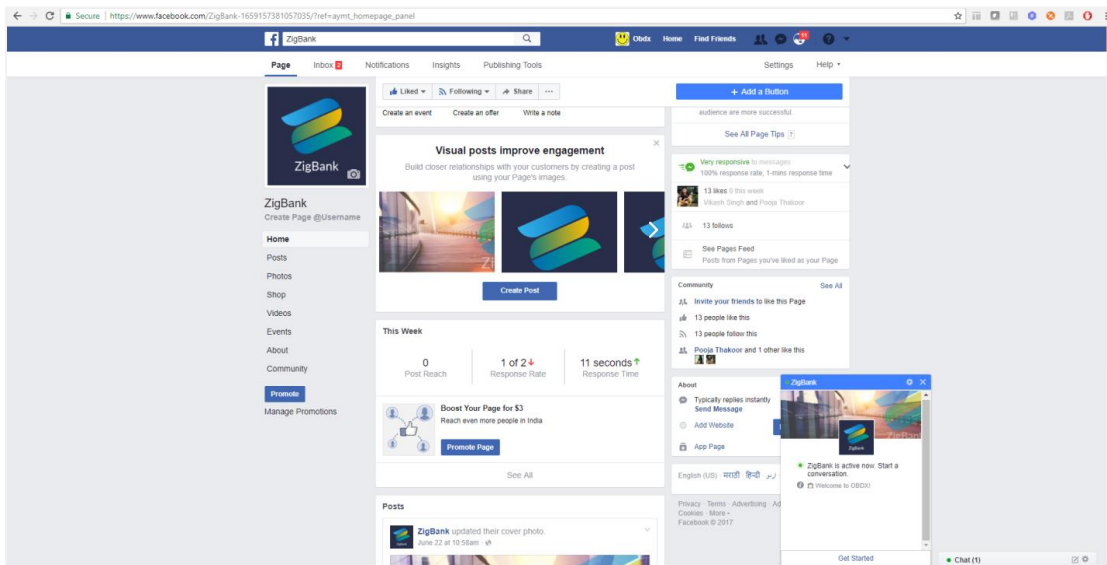 Secure | https://www.facebook.com/ZigBank-1659157381057035/?ref=aymt_homepage_panel
ZigBank
Obdx Home Find Friends 11
Page Inbox 2 Notifications Insights Publishing Tools Settings Help
Liked Following Share ...
+ Add a Button
Create an event Create an offer Write a note
audience are more successful.
See All Page Tips ?
ZigBank
ZigBank
Create Page @Username
Home
Posts
Photos
Shop
Videos
Events
About
Community
Promote
Manage Promotions
Visual posts improve engagement
Build closer relationships with your customers by creating a post
using your Page's images.
Create Post
This Week
0
Post Reach
1 of 2
Response Rate
11 seconds
Response Time
Boost Your Page for $3
Reach even more people in India
Promote Page
See All
Posts
ZigBank updated their cover photo.
June 22 at 10:58am
Very responsive to messages
100% response rate, 1-mins response time
13 likes 0 this week
Vikash Singh and Pooja Thakoor
13 follows
See Pages Feed
Posts from Pages you've liked as your Page
Community See All
Invite your friends to like this Page
13 people like this
13 people follow this
Pooja Thakoor and 1 other like this
About
Typically replies instantly
Send Message
Add Website
App Page
English (US) · मराठी · हिन्दी · اردو
Privacy · Terms · Advertising
Cookies · More
Facebook © 2017
ZigBank
ZigBank
ZigBank is active now. Start a
conversation.
Welcome to OBDX!
Get Started
Chat (1)